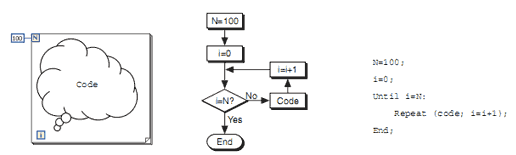 100
N
Code
i
N=100
i=0
i=i+1
i=N?
No
Code
Yes
End
N=100;
i=0;
Until i=N:
Repeat (code; i=i+1);
End;